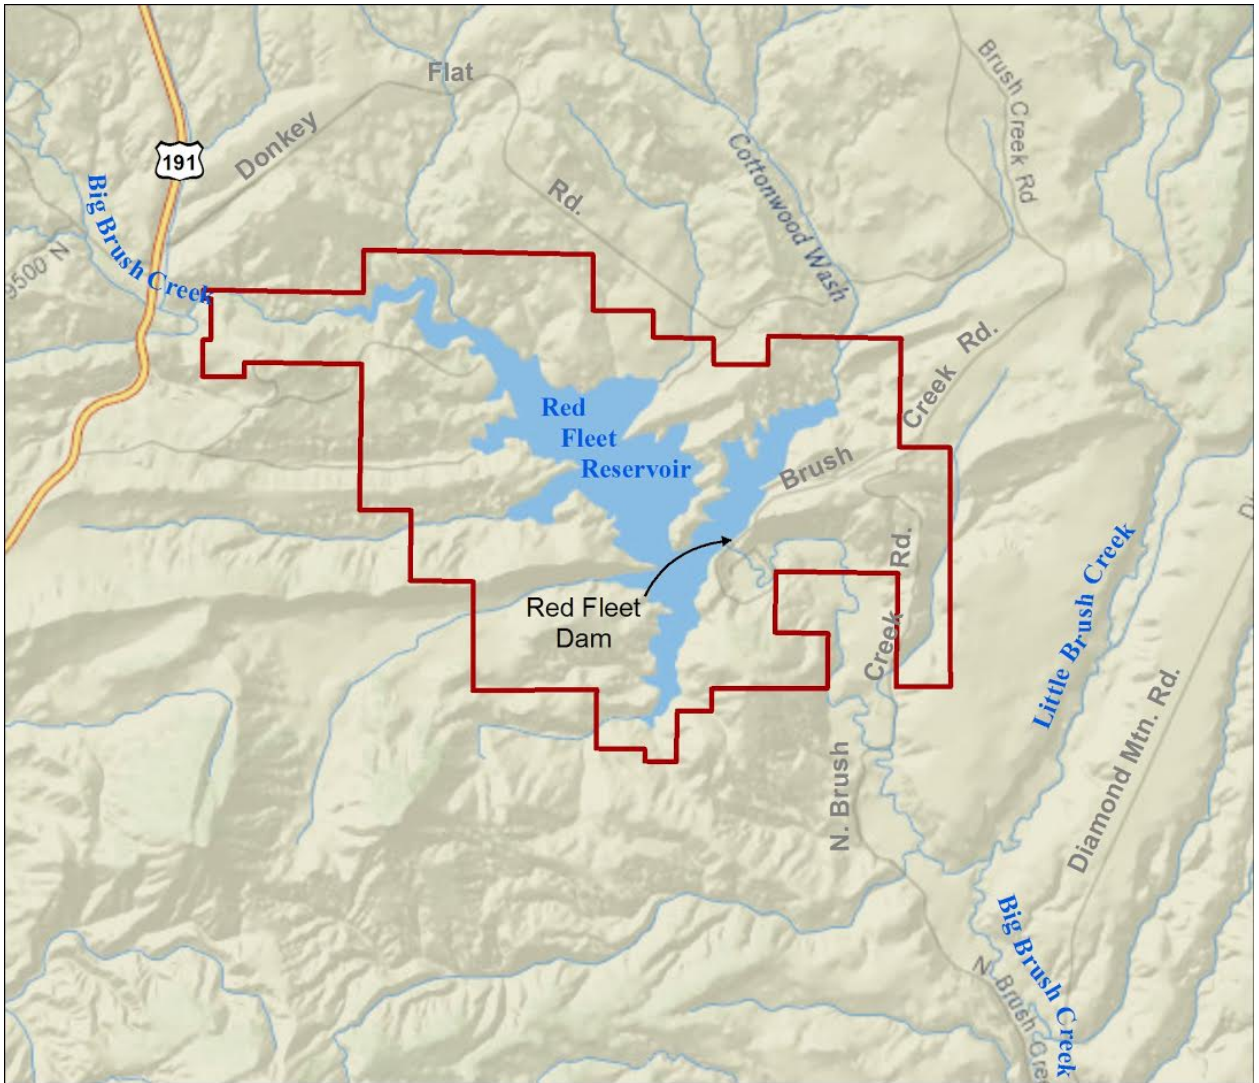 Flat
Brush Creek Rd
Donkey
191
Cottonwood Wash
Rd.
Big Brush Creek
9500 N
Creek Rd.
Red
Fleet
Reservoir
Brush
Creek Rd.
Little Brush Creek
Red Fleet
Dam
Diamond Mtn. Rd.
N. Brush
Big Brush Creek
N Brush Cre